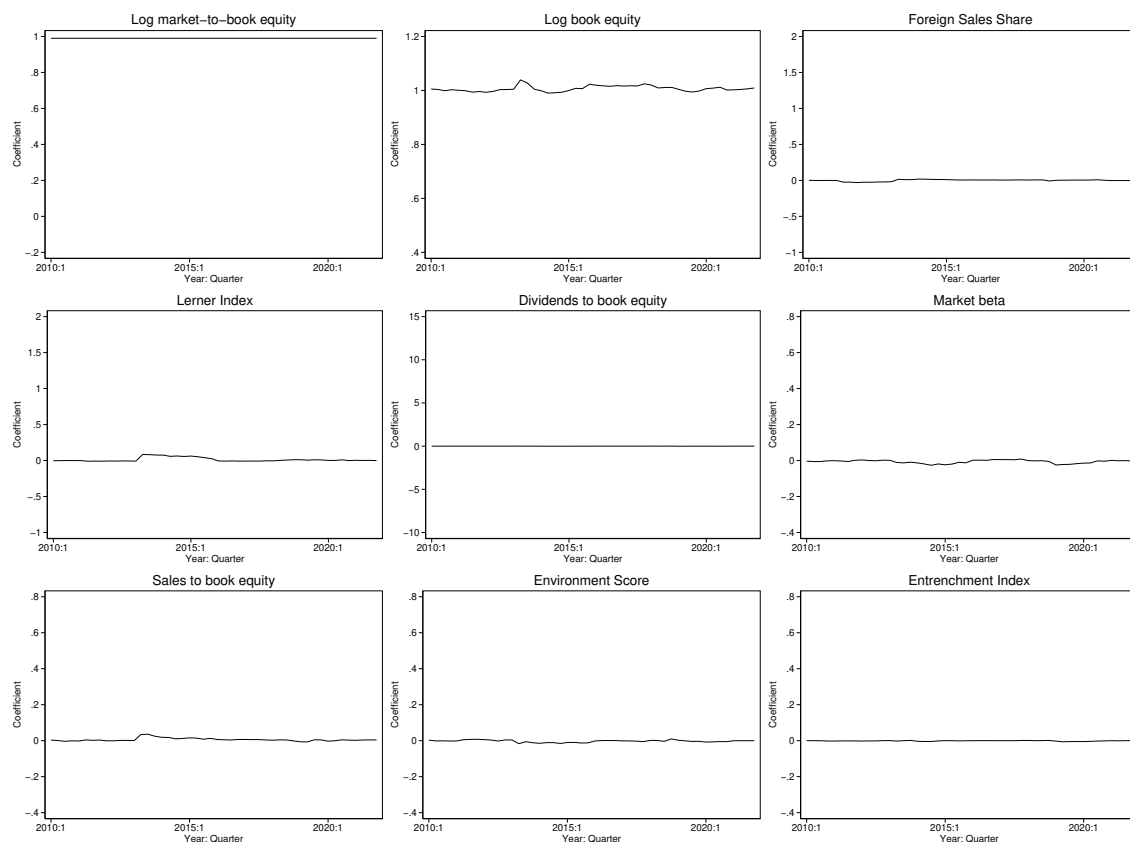 Log market−to−book equity
1
.8
.6
.4
.2
0
−.2
Coefficient
2010:1 2015:1 2020:1
Year: Quarter
Log book equity
1.2
1
.8
.6
.4
Coefficient
2010:1 2015:1 2020:1
Year: Quarter
Foreign Sales Share
2
1.5
1
.5
0
−.5
−1
Coefficient
2010:1 2015:1 2020:1
Year: Quarter
Lerner Index
2
1.5
1
.5
0
−.5
−1
Coefficient
2010:1 2015:1 2020:1
Year: Quarter
Dividends to book equity
15
10
5
0
−5
−10
Coefficient
2010:1 2015:1 2020:1
Year: Quarter
Market beta
.8
.6
.4
.2
0
−.2
−.4
Coefficient
2010:1 2015:1 2020:1
Year: Quarter
Sales to book equity
.8
.6
.4
.2
0
−.2
−.4
Coefficient
2010:1 2015:1 2020:1
Year: Quarter
Environment Score
.8
.6
.4
.2
0
−.2
−.4
Coefficient
2010:1 2015:1 2020:1
Year: Quarter
Entrenchment Index
.8
.6
.4
.2
0
−.2
−.4
Coefficient
2010:1 2015:1 2020:1
Year: Quarter